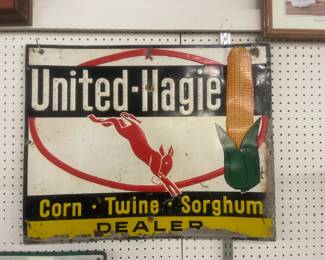 United-Hagie
Corn · Twine · Sorghum
DEALER